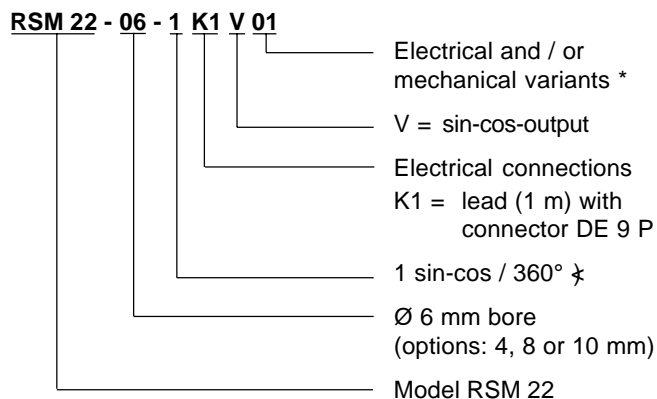 RSM 22 - 06 - 1 K1 V 01
Electrical and / or
mechanical variants *
V = sin-cos-output
Electrical connections
K1 = lead (1 m) with
connector DE 9 P
1 sin-cos / 360° ∢
Ø 6 mm bore
(options: 4, 8 or 10 mm)
Model RSM 22